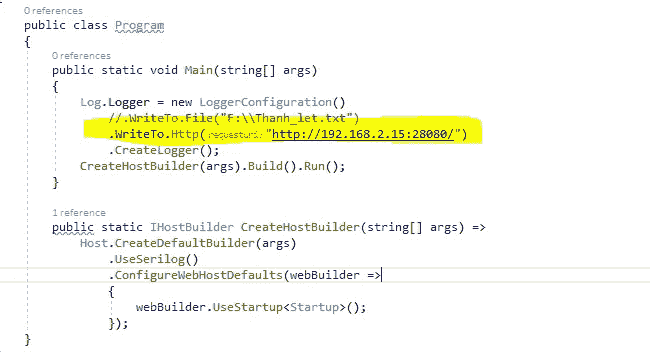 0 references
public class Program
{
0 references
public static void Main(string[] args)
{
Log.Logger = new LoggerConfiguration()
//.WriteTo.File("F:\\Thanh_let.txt")
.WriteTo.Http(requestUri: "http://192.168.2.15:28080/")
.CreateLogger();
CreateHostBuilder(args).Build().Run();
}
1 reference
public static IHostBuilder CreateHostBuilder(string[] args) =>
Host.CreateDefaultBuilder(args)
.UseSerilog()
.ConfigureWebHostDefaults(webBuilder =>
{
webBuilder.UseStartup<Startup>();
});
}